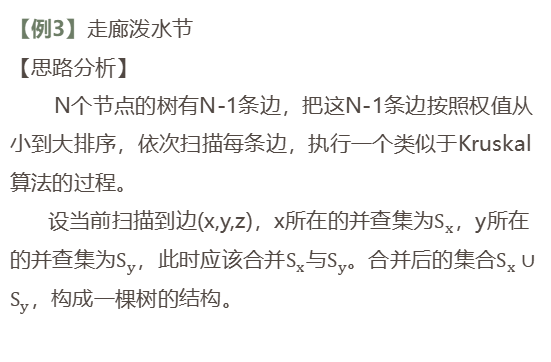 【例3】走廊泼水节
【思路分析】
N个节点的树有N-1条边，把这N-1条边按照权值从
小到大排序，依次扫描每条边，执行一个类似于Kruskal
算法的过程。
设当前扫描到边(x,y,z)，x所在的并查集为Sₓ，y所在
的并查集为S_y，此时应该合并Sₓ与S_y。合并后的集合Sₓ ∪
S_y，构成一棵树的结构。